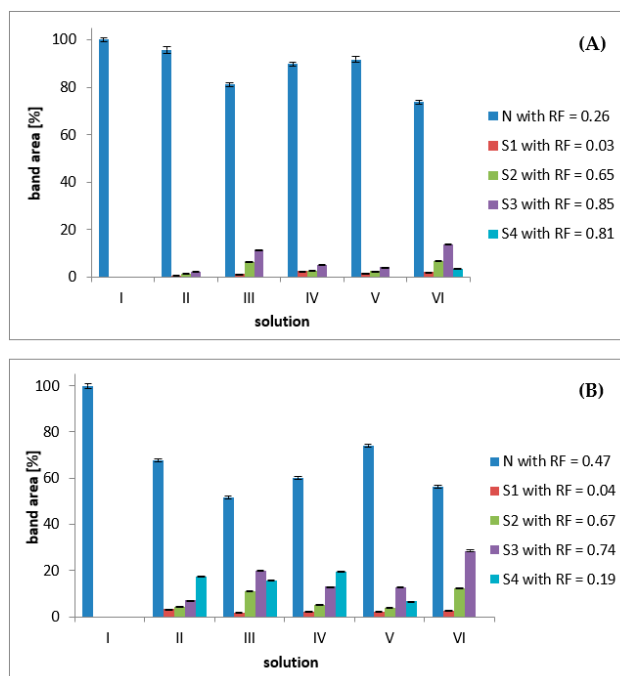 (A)
100
80
60
40
20
0
band area [%]
I II III IV V VI
solution
N with RF = 0.26
S1 with RF = 0.03
S2 with RF = 0.65
S3 with RF = 0.85
S4 with RF = 0.81
(B)
100
80
60
40
20
0
band area [%]
I II III IV V VI
solution
N with RF = 0.47
S1 with RF = 0.04
S2 with RF = 0.67
S3 with RF = 0.74
S4 with RF = 0.19